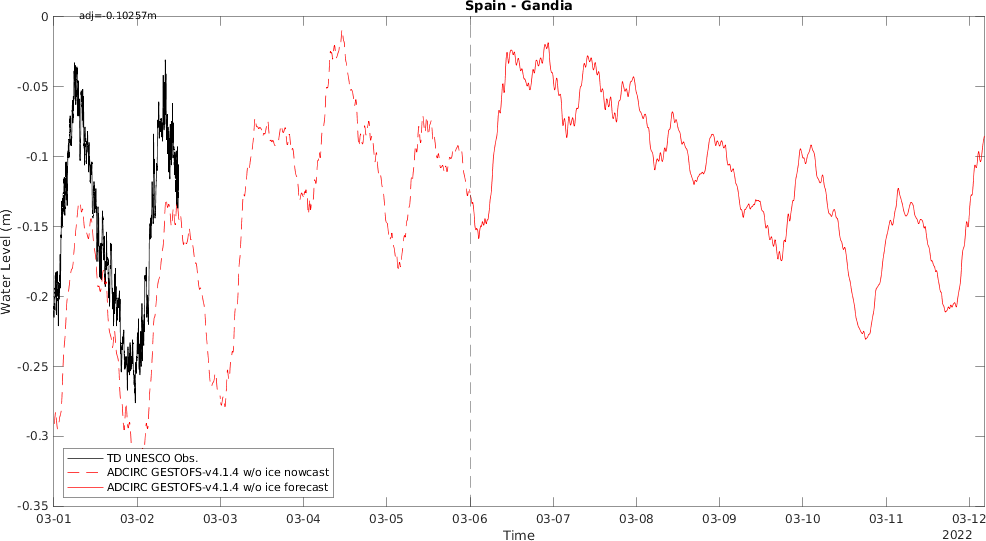 Spain - Gandia
adj=-0.10257m
0
-0.05
-0.1
-0.15
-0.2
-0.25
-0.3
-0.35
Water Level (m)
TD UNESCO Obs.
ADCIRC GESTOFS-v4.1.4 w/o ice nowcast
ADCIRC GESTOFS-v4.1.4 w/o ice forecast
03-01 03-02 03-03 03-04 03-05 03-06 03-07 03-08 03-09 03-10 03-11 03-12
Time
2022